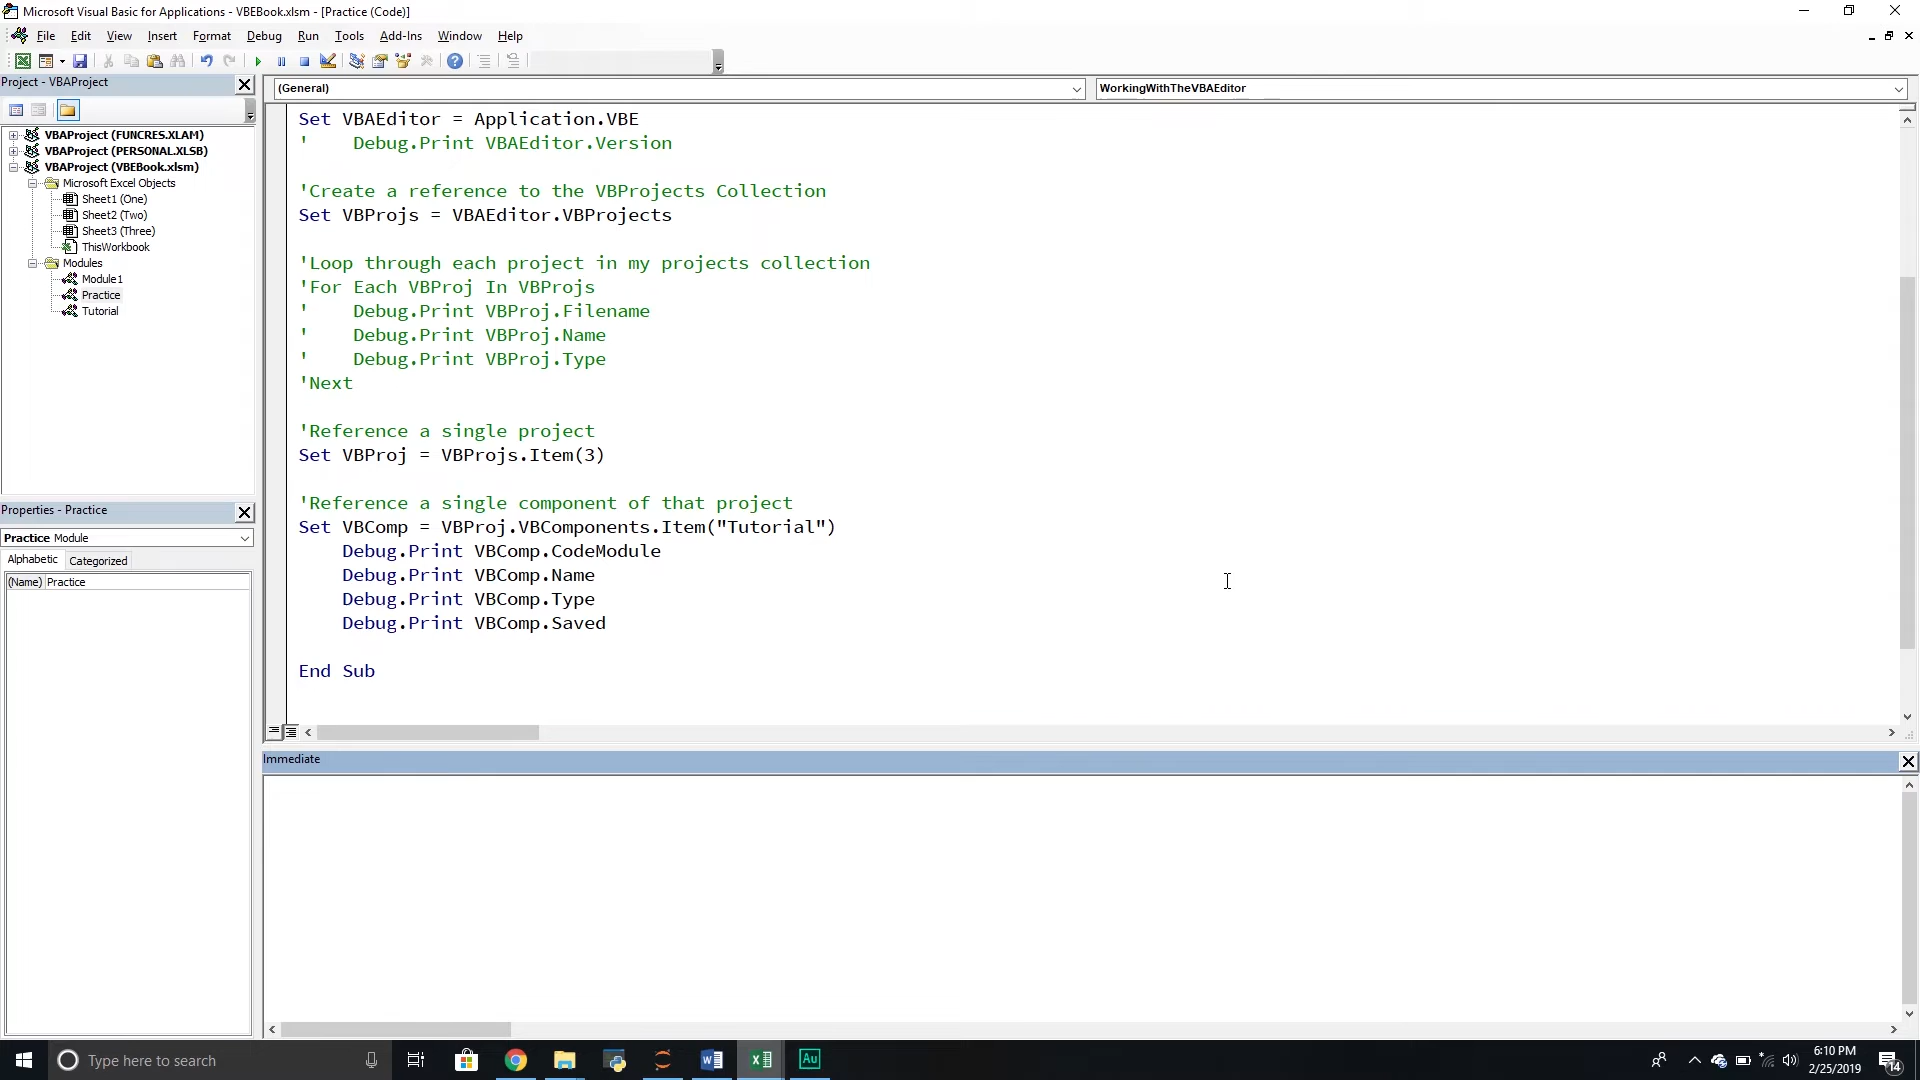 Microsoft Visual Basic for Applications - VBEBook.xlsm - [Practice (Code)]
File Edit View Insert Format Debug Run Tools Add-Ins Window Help
Project - VBAProject
VBAProject (FUNCRES.XLAM)
VBAProject (PERSONAL.XLSB)
VBAProject (VBEBook.xlsm)
Microsoft Excel Objects
Sheet1 (One)
Sheet2 (Two)
Sheet3 (Three)
ThisWorkbook
Modules
Module1
Practice
Tutorial
Properties - Practice
Practice Module
Alphabetic Categorized
(Name) Practice
(General) WorkingWithTheVBAEditor
Set VBAEditor = Application.VBE
'    Debug.Print VBAEditor.Version
'Create a reference to the VBProjects Collection
Set VBProjs = VBAEditor.VBProjects
'Loop through each project in my projects collection
'For Each VBProj In VBProjs
'    Debug.Print VBProj.Filename
'    Debug.Print VBProj.Name
'    Debug.Print VBProj.Type
'Next
'Reference a single project
Set VBProj = VBProjs.Item(3)
'Reference a single component of that project
Set VBComp = VBProj.VBComponents.Item("Tutorial")
    Debug.Print VBComp.CodeModule
    Debug.Print VBComp.Name
    Debug.Print VBComp.Type
    Debug.Print VBComp.Saved
End Sub
Immediate
Type here to search
Au
6:10 PM
2/25/2019
14